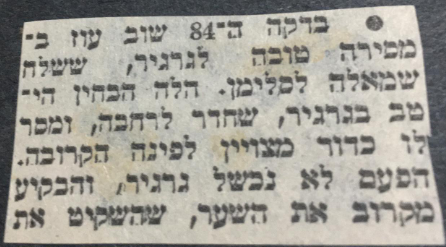 ● בדקה ה־84 שוב עוז ב־
מסירה טובה לגרגיר, ששלח
שמאלה לסלימן. הלה הבחין הי־
טב בגרגיר, שחדר לרחבה, ומסר
לו כדור מצויין לפינה הקרובה.
הפעם לא נכשל גרגיר, והבקיע
מקרוב את השער, שהשקיט את